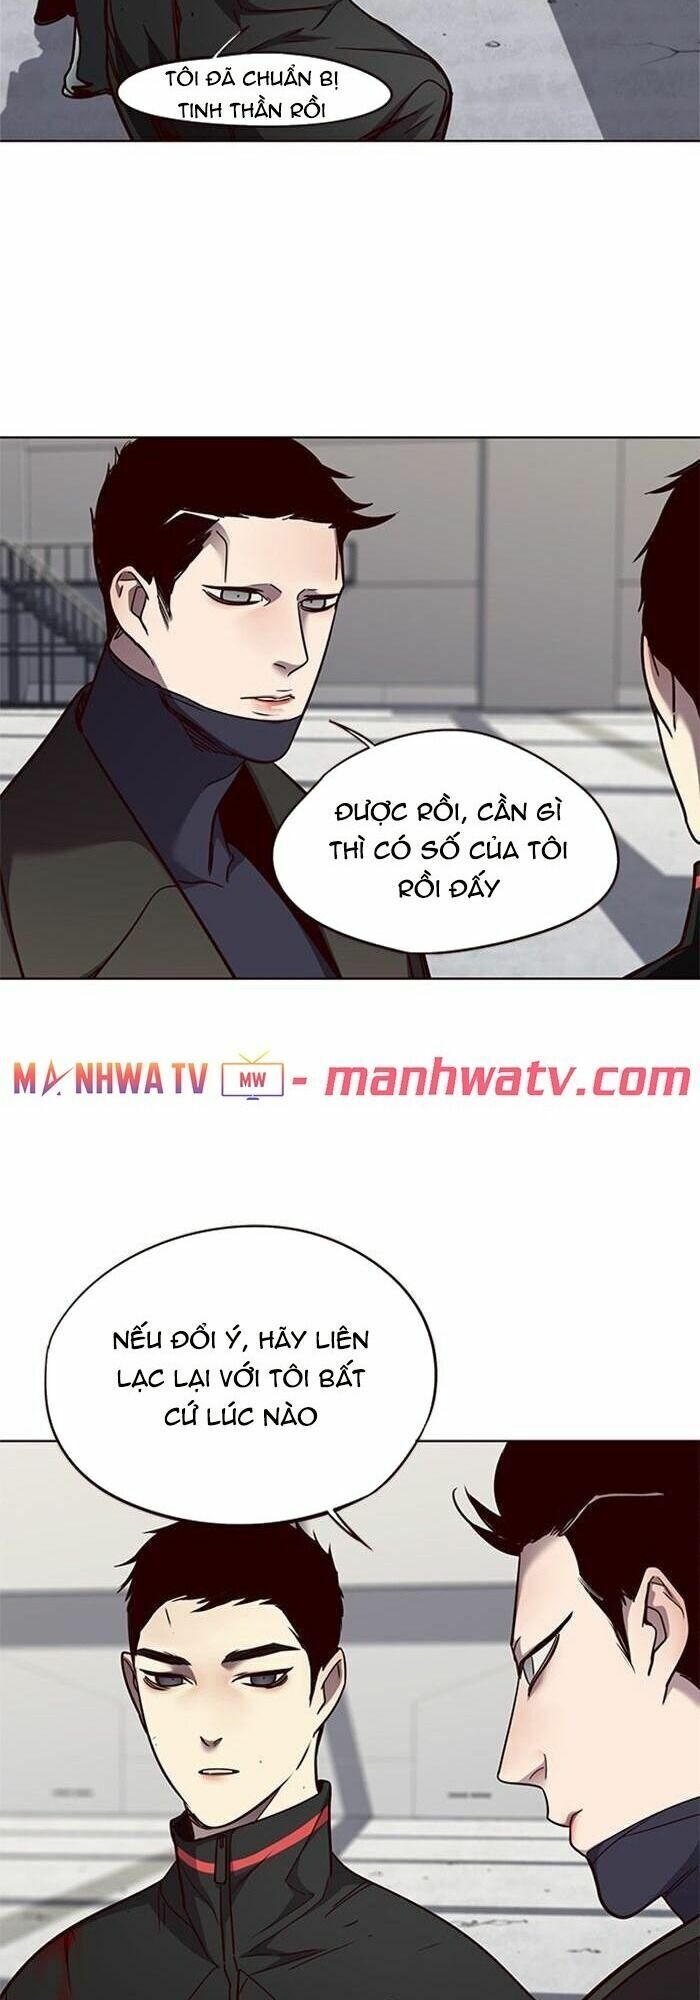 TÔI ĐÃ CHUẨN BỊ
TINH THẦN RỒI
ĐƯỢC RỒI, CẦN GÌ
THÌ CÓ SỐ CỦA TÔI
RỒI ĐẤY
MANHWA TV MW - manhwatv.com
NẾU ĐỔI Ý, HÃY LIÊN
LẠC LẠI VỚI TÔI BẤT
CỨ LÚC NÀO